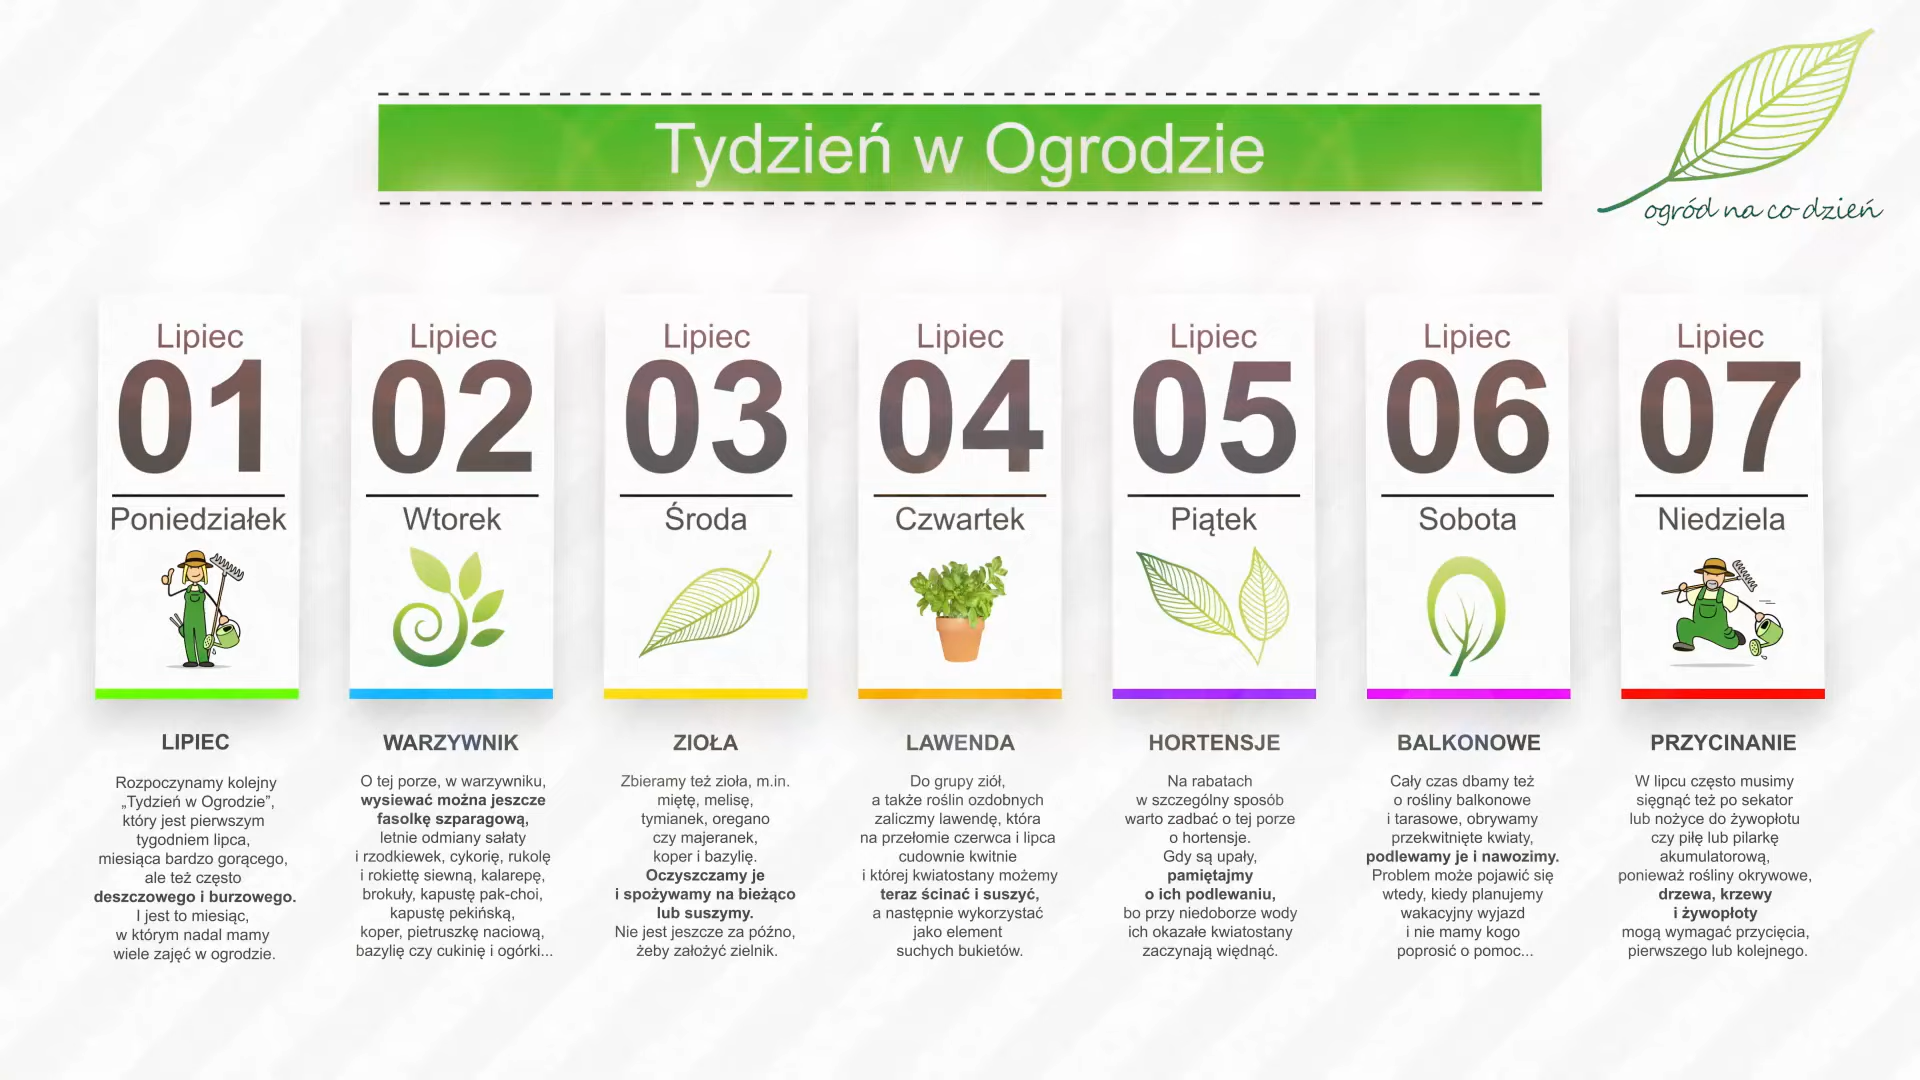 Tydzień w Ogrodzie
ogród na co dzień
Lipiec
01
Poniedziałek
LIPIEC
Rozpoczynamy kolejny
„Tydzień w Ogrodzie”,
który jest pierwszym
tygodniem lipca,
miesiąca bardzo gorącego,
ale też często
deszczowego i burzowego.
I jest to miesiąc,
w którym nadal mamy
wiele zajęć w ogrodzie.
Lipiec
02
Wtorek
WARZYWNIK
O tej porze, w warzywniku,
wysiewać można jeszcze
fasolkę szparagową,
letnie odmiany sałaty
i rzodkiewek, cykorię, rukolę
i rokiettę siewną, kalarepę,
brokuły, kapustę pak-choi,
kapustę pekińską,
koper, pietruszkę naciową,
bazylię czy cukinię i ogórki...
Lipiec
03
Środa
ZIOŁA
Zbieramy też zioła, m.in.
miętę, melisę,
tymianek, oregano
czy majeranek,
koper i bazylię.
Oczyszczamy je
i spożywamy na bieżąco
lub suszymy.
Nie jest jeszcze za późno,
żeby założyć zielnik.
Lipiec
04
Czwartek
LAWENDA
Do grupy ziół,
a także roślin ozdobnych
zaliczmy lawendę, która
na przełomie czerwca i lipca
cudownie kwitnie
i której kwiatostany możemy
teraz ścinać i suszyć,
a następnie wykorzystać
jako element
suchych bukietów.
Lipiec
05
Piątek
HORTENSJE
Na rabatach
w szczególny sposób
warto zadbać o tej porze
o hortensje.
Gdy są upały,
pamiętajmy
o ich podlewaniu,
bo przy niedoborze wody
ich okazałe kwiatostany
zaczynają więdnąć.
Lipiec
06
Sobota
BALKONOWE
Cały czas dbamy też
o rośliny balkonowe
i tarasowe, obrywamy
przekwitnięte kwiaty,
podlewamy je i nawozimy.
Problem może pojawić się
wtedy, kiedy planujemy
wakacyjny wyjazd
i nie mamy kogo
poprosić o pomoc...
Lipiec
07
Niedziela
PRZYCINANIE
W lipcu często musimy
sięgnąć też po sekator
lub nożyce do żywopłotu
czy piłę lub pilarkę
akumulatorową,
ponieważ rośliny okrywowe,
drzewa, krzewy
i żywopłoty
mogą wymagać przycięcia,
pierwszego lub kolejnego.